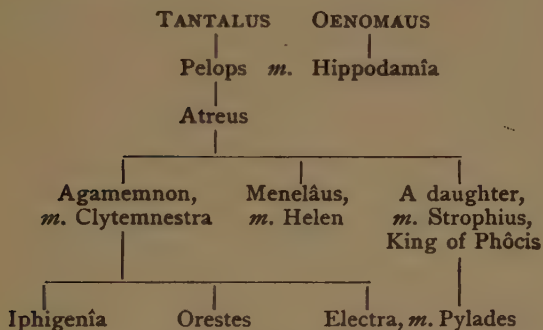 TANTALUS OENOMAUS
Pelops m. Hippodamîa
Atreus
Agamemnon, Menelâus, A daughter,
m. Clytemnestra m. Helen m. Strophius,
King of Phôcis
Iphigenîa Orestes Electra, m. Pylades